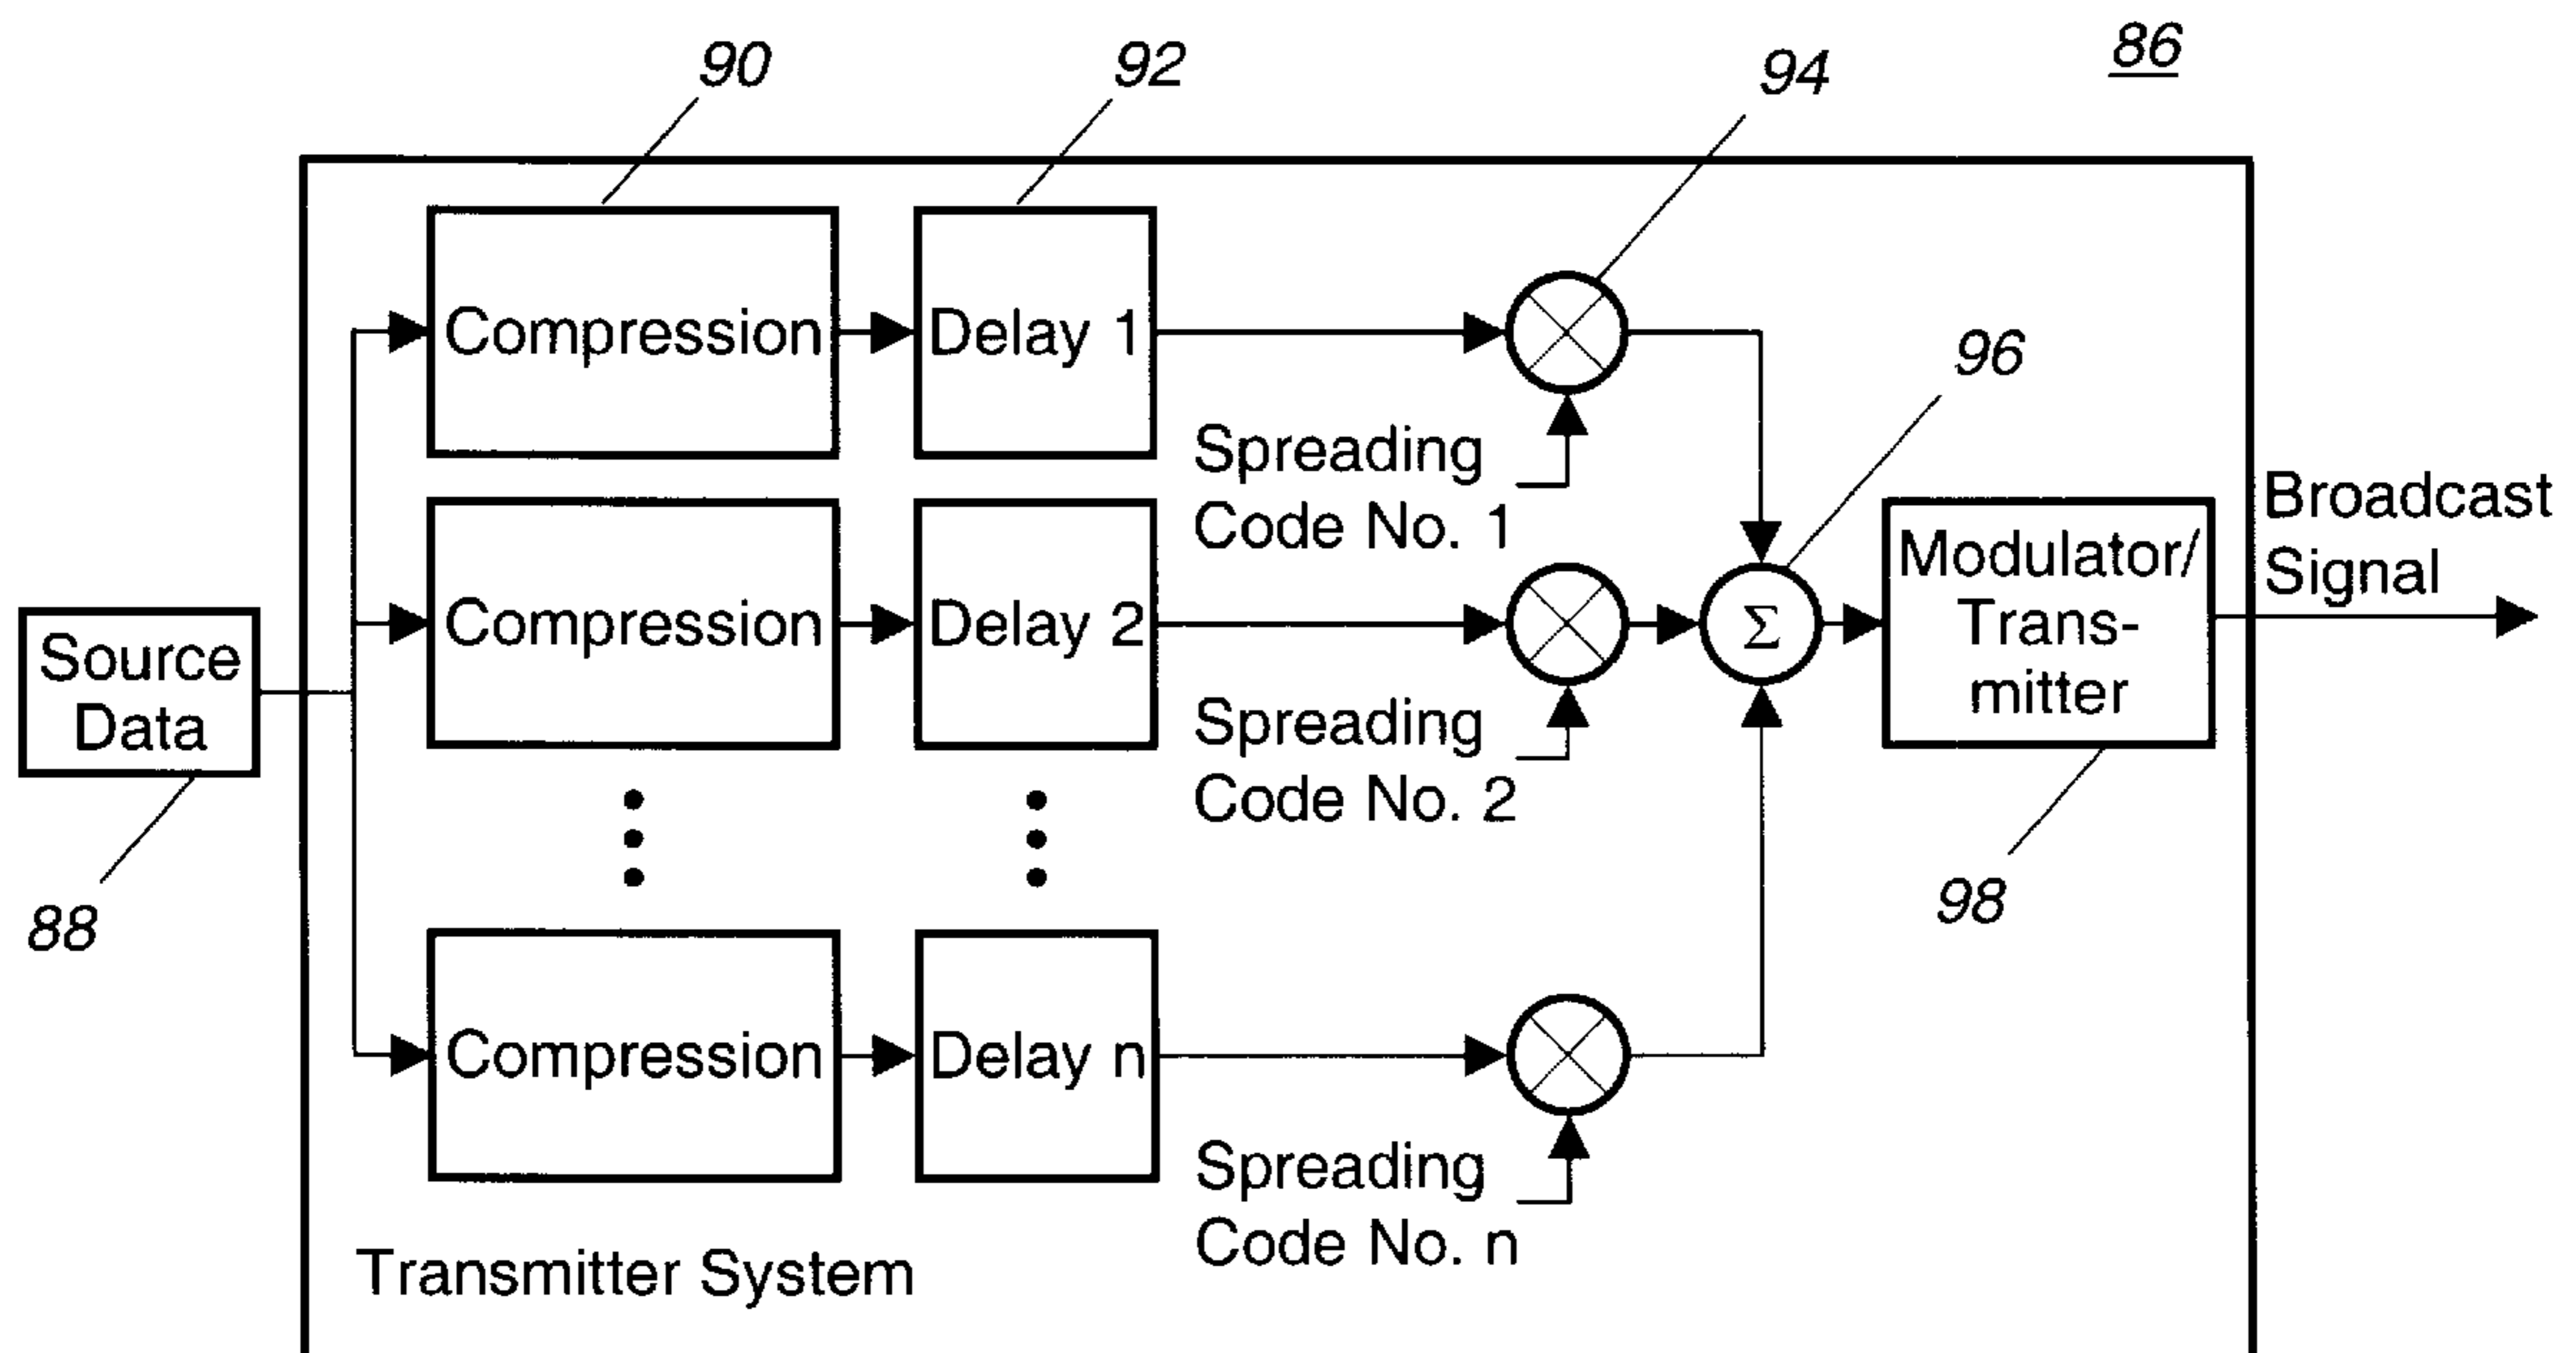 90
92
94
86
Compression
Delay 1
96
Spreading
Code No. 1
Broadcast
Signal
Compression
Delay 2
Σ
Modulator/
Trans-
mitter
Source
Data
Spreading
Code No. 2
88
98
Compression
Delay n
Spreading
Code No. n
Transmitter System